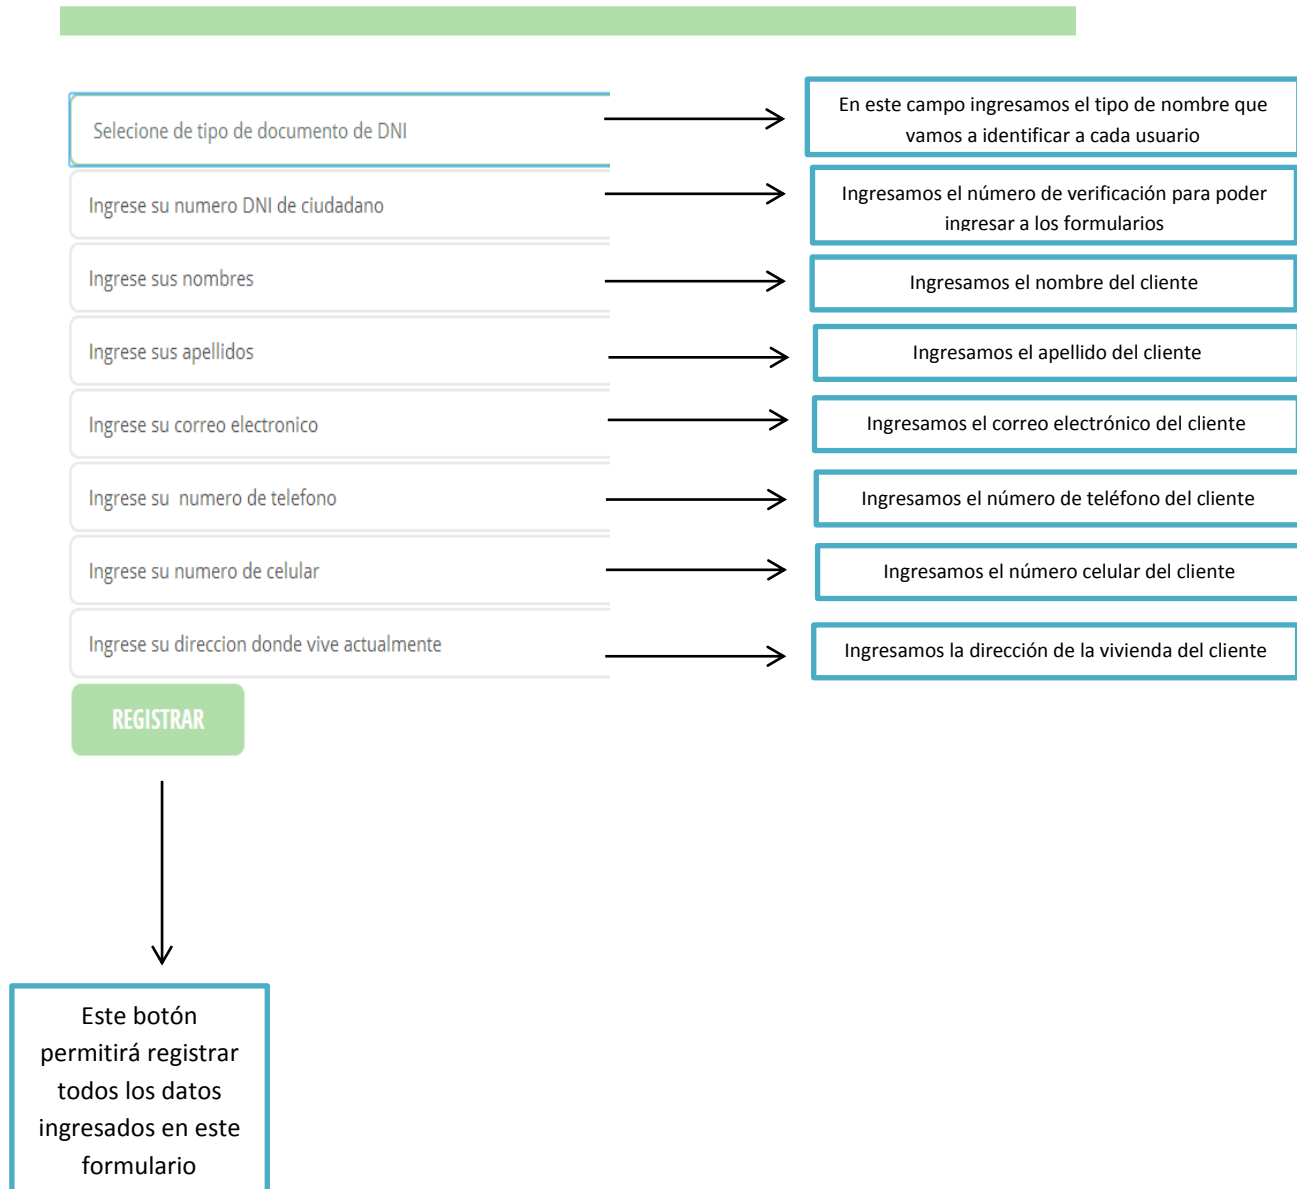 Selecione de tipo de documento de DNI
En este campo ingresamos el tipo de nombre que
vamos a identificar a cada usuario
Ingrese su numero DNI de ciudadano
Ingresamos el número de verificación para poder
ingresar a los formularios
Ingrese sus nombres
Ingresamos el nombre del cliente
Ingrese sus apellidos
Ingresamos el apellido del cliente
Ingrese su correo electronico
Ingresamos el correo electrónico del cliente
Ingrese su  numero de telefono
Ingresamos el número de teléfono del cliente
Ingrese su numero de celular
Ingresamos el número celular del cliente
Ingrese su direccion donde vive actualmente
Ingresamos la dirección de la vivienda del cliente
REGISTRAR
Este botón
permitirá registrar
todos los datos
ingresados en este
formulario